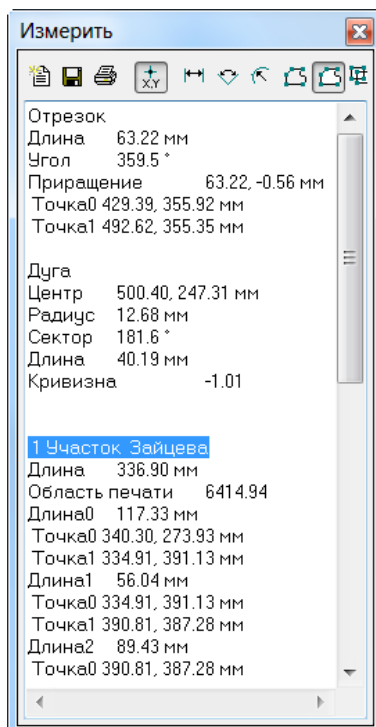 Измерить
X,Y
Отрезок
Длина 63.22 мм
Угол 359.5 °
Приращение 63.22, -0.56 мм
Точка0 429.39, 355.92 мм
Точка1 492.62, 355.35 мм
Дуга
Центр 500.40, 247.31 мм
Радиус 12.68 мм
Сектор 181.6 °
Длина 40.19 мм
Кривизна -1.01
1 Участок Зайцева
Длина 336.90 мм
Область печати 6414.94
Длина0 117.33 мм
Точка0 340.30, 273.93 мм
Точка1 334.91, 391.13 мм
Длина1 56.04 мм
Точка0 334.91, 391.13 мм
Точка1 390.81, 387.28 мм
Длина2 89.43 мм
Точка0 390.81, 387.28 мм